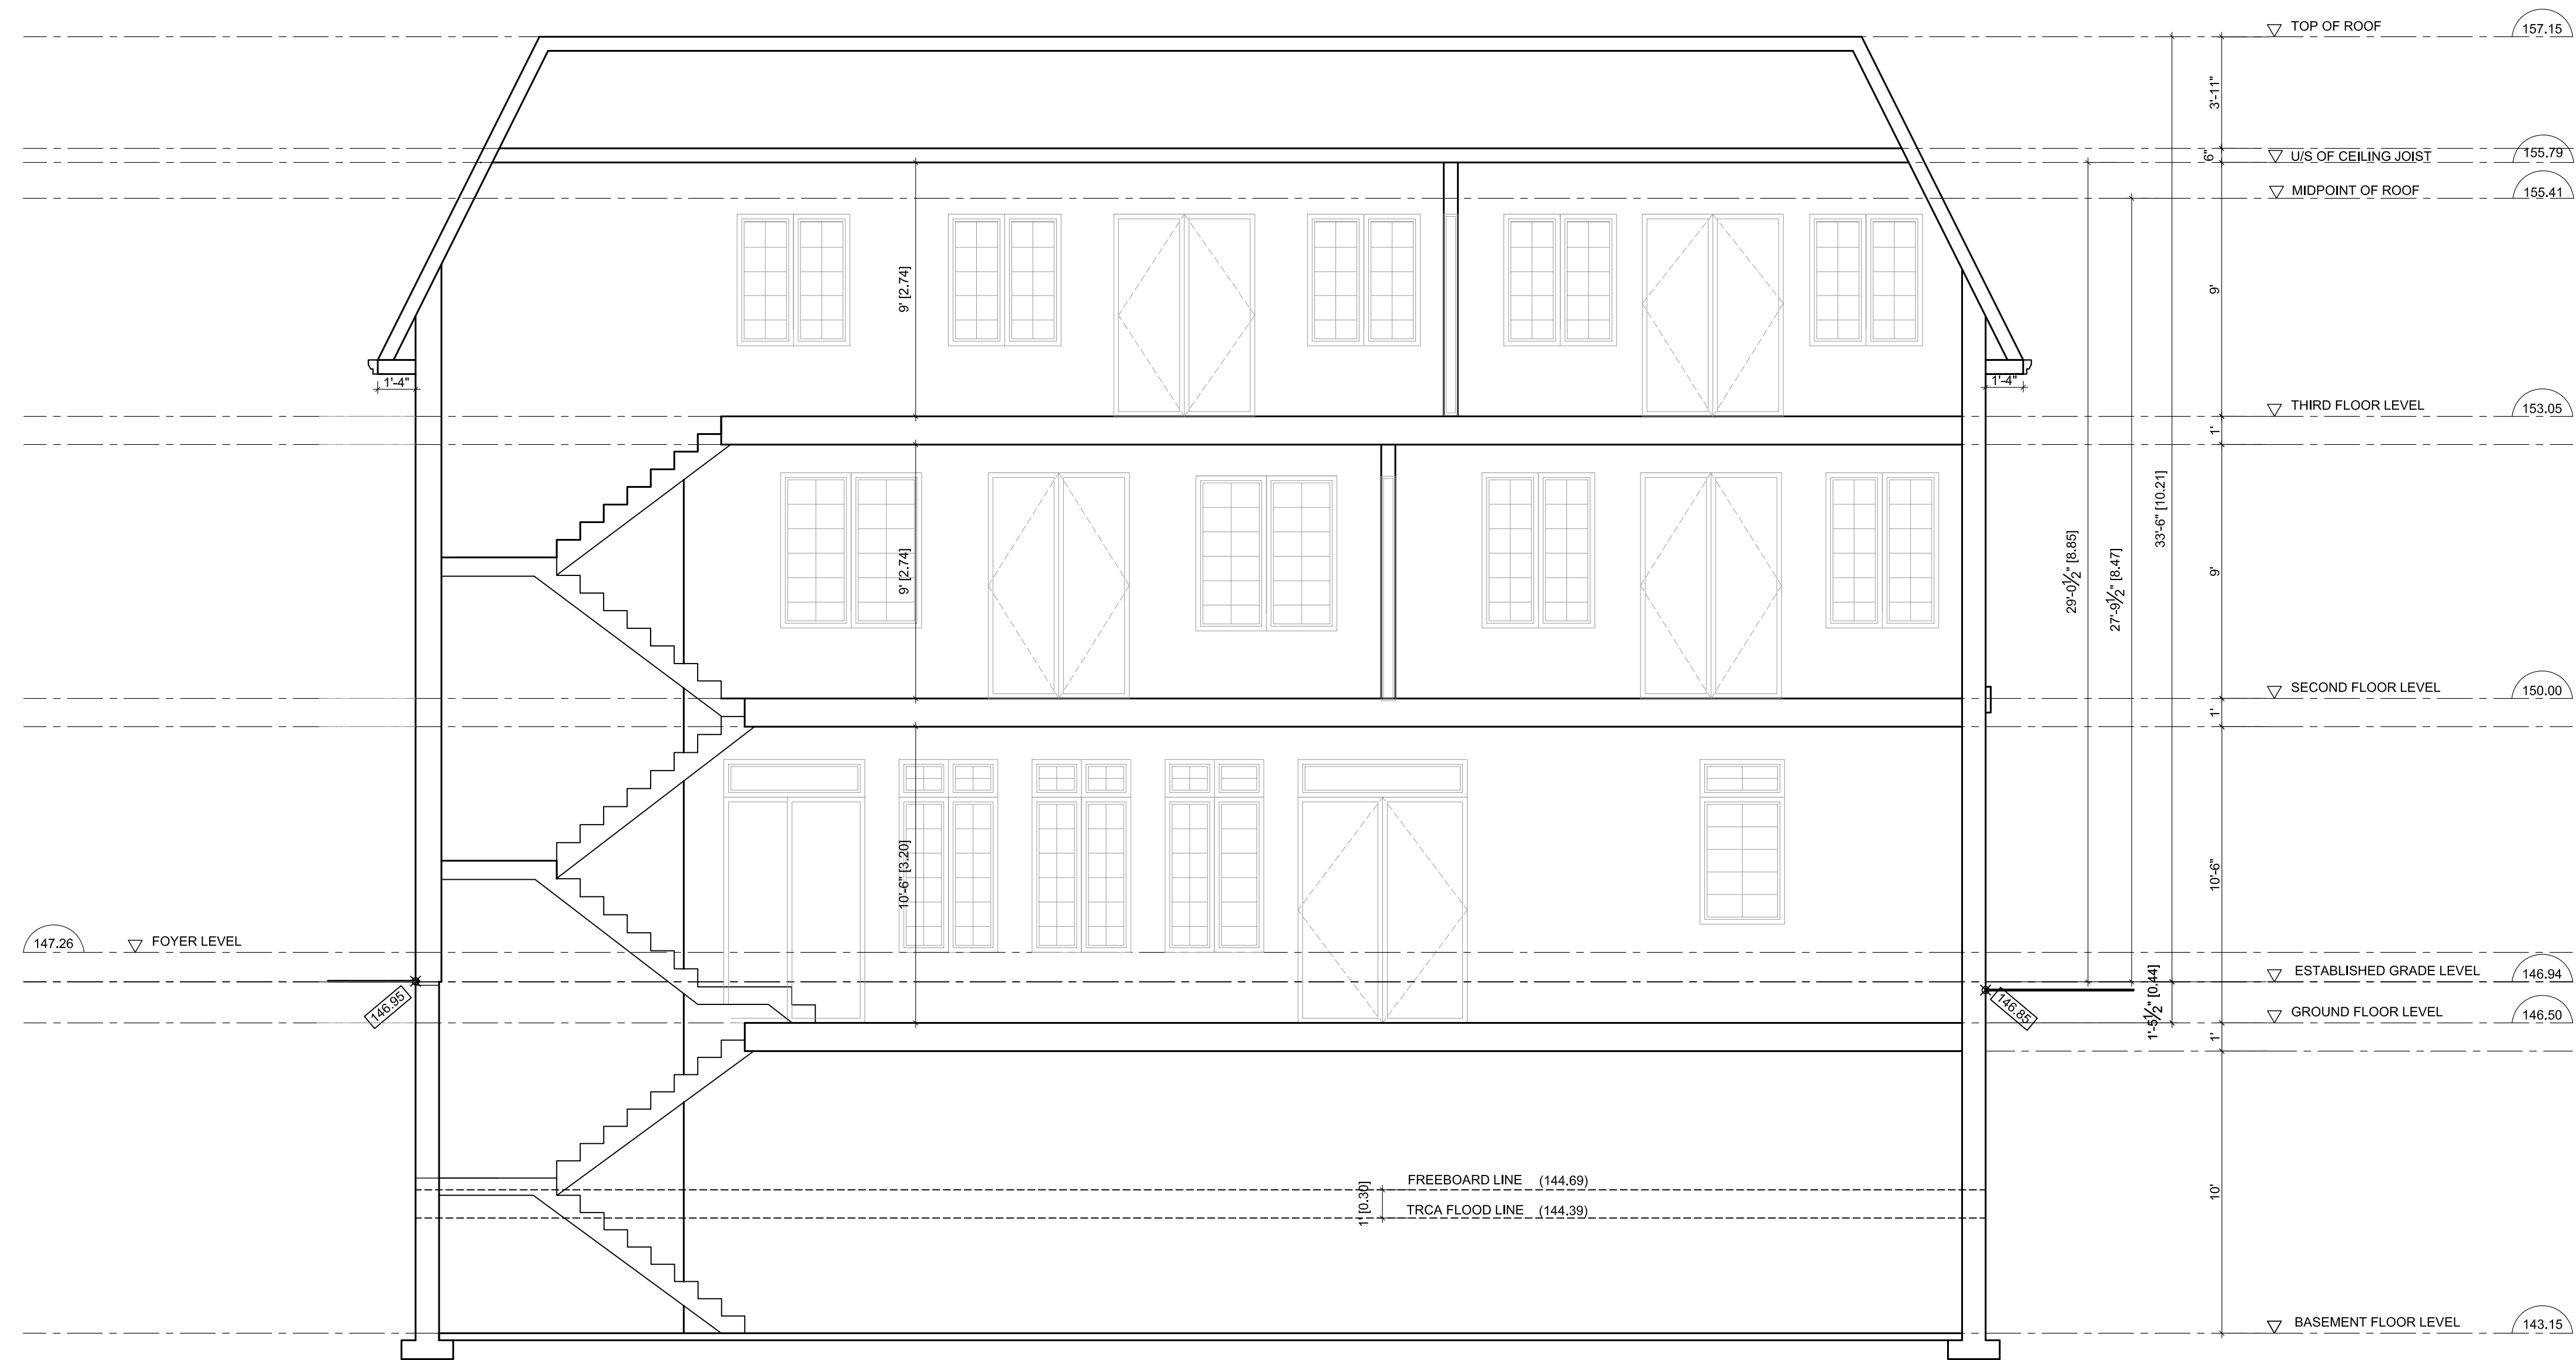 TOP OF ROOF 157.15
3'-11"
6"
U/S OF CEILING JOIST 155.79
MIDPOINT OF ROOF 155.41
9' [2.74]
9'
1'-4"
1'-4"
THIRD FLOOR LEVEL 153.05
1'
9' [2.74]
29'-0½" [8.85]
27'-9½" [8.47]
33'-6" [10.21]
9'
SECOND FLOOR LEVEL 150.00
1'
10'-6" [3.20]
10'-6"
147.26 FOYER LEVEL
ESTABLISHED GRADE LEVEL 146.94
146.95
146.85
1'-5½" [0.44]
GROUND FLOOR LEVEL 146.50
1'
FREEBOARD LINE (144.69)
1' [0.30]
TRCA FLOOD LINE (144.39)
10'
BASEMENT FLOOR LEVEL 143.15